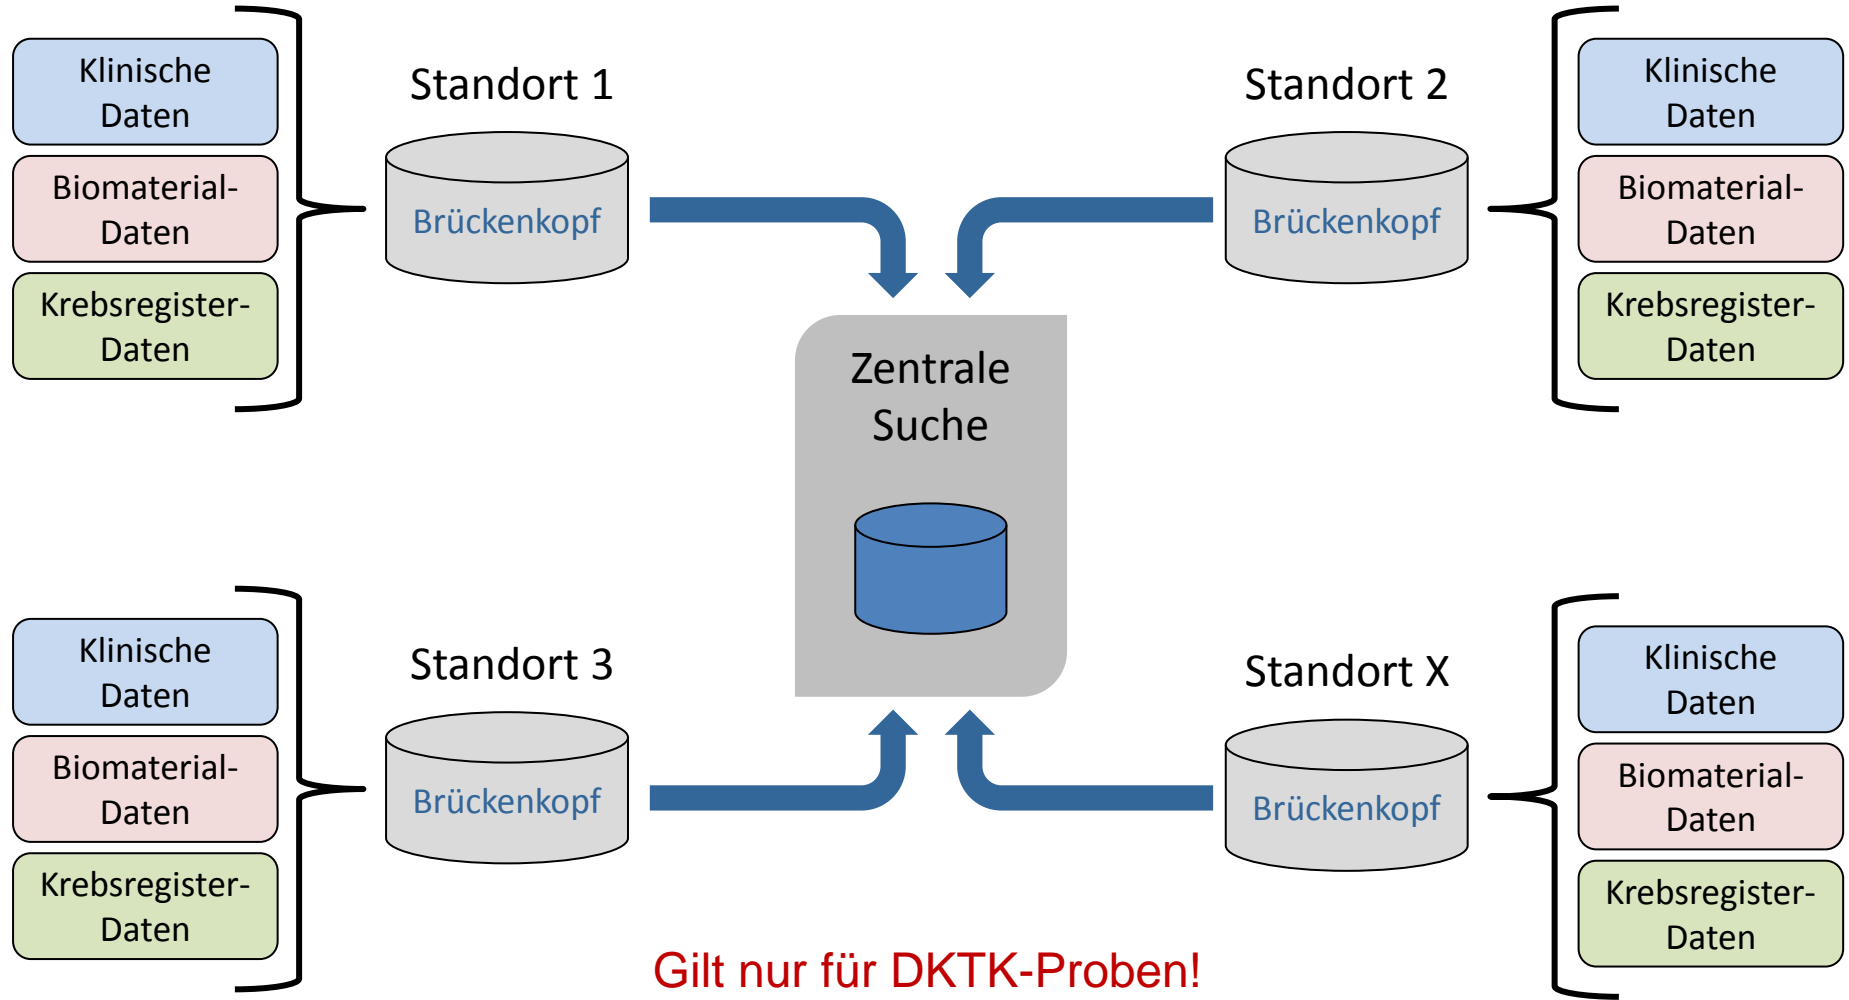 Klinische
Daten
Biomaterial-
Daten
Krebsregister-
Daten
Standort 1
Brückenkopf
Standort 2
Brückenkopf
Klinische
Daten
Biomaterial-
Daten
Krebsregister-
Daten
Zentrale
Suche
Klinische
Daten
Biomaterial-
Daten
Krebsregister-
Daten
Standort 3
Brückenkopf
Standort X
Brückenkopf
Klinische
Daten
Biomaterial-
Daten
Krebsregister-
Daten
Gilt nur für DKTK-Proben!